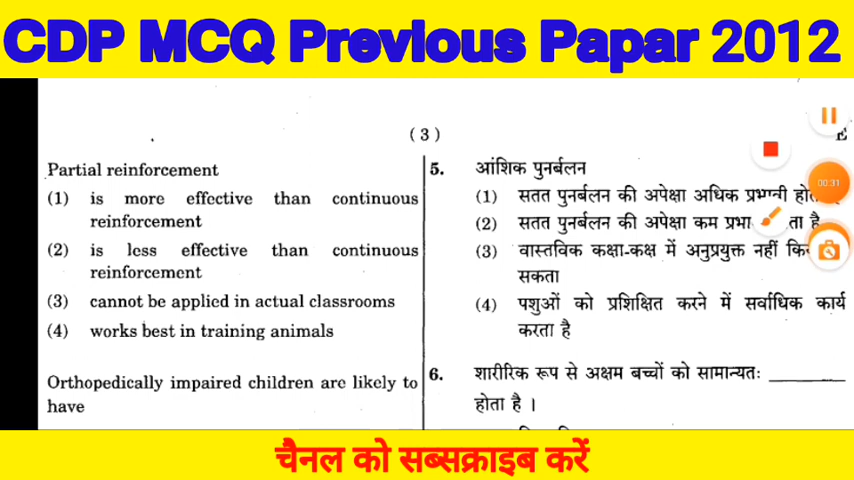 CDP MCQ Previous Papar 2012
( 3 )
E
Partial reinforcement
(1) is more effective than continuous
reinforcement
(2) is less effective than continuous
reinforcement
(3) cannot be applied in actual classrooms
(4) works best in training animals
Orthopedically impaired children are likely to
have
5. आंशिक पुनर्बलन
(1) सतत पुनर्बलन की अपेक्षा अधिक प्रभावी
(2) सतत पुनर्बलन की अपेक्षा कम है
(3) वास्तविक कक्षा-कक्ष में अनुप्रयुक्त नहीं
सकता
(4) पशुओं को प्रशिक्षित करने में सर्वाधिक कार्य
करता है
6. शारीरिक रूप से अक्षम बच्चों को सामान्यतः ________
होता है ।
00:31
चैनल को सब्सक्राइब करें